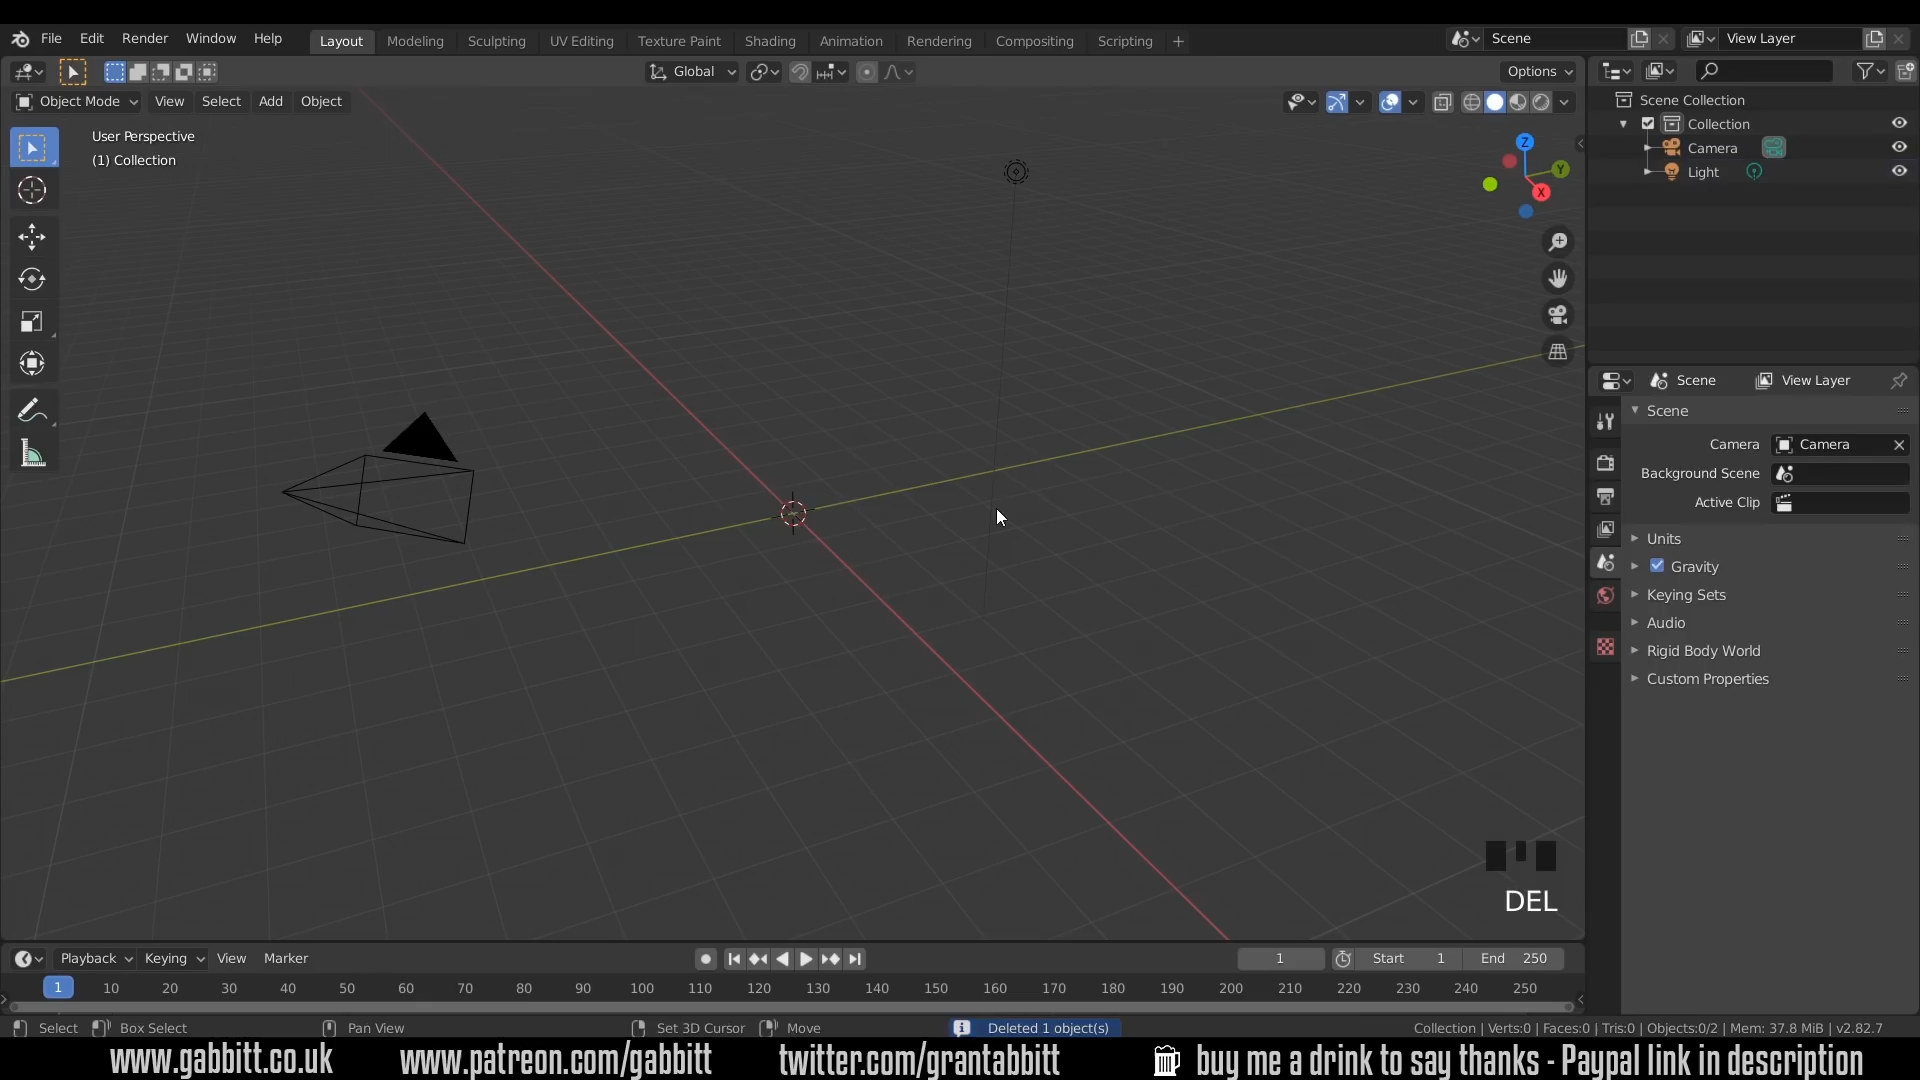 File Edit Render Window Help Layout Modeling Sculpting UV Editing Texture Paint Shading Animation Rendering Compositing Scripting + Scene View Layer
Global Options
Object Mode View Select Add Object
User Perspective
(1) Collection
Z
Y
X
Scene Collection
Collection
Camera
Light
Scene View Layer
Scene
Camera Camera
Background Scene
Active Clip
Units
Gravity
Keying Sets
Audio
Rigid Body World
Custom Properties
DEL
Playback Keying View Marker 1 Start 1 End 250
1 10 20 30 40 50 60 70 80 90 100 110 120 130 140 150 160 170 180 190 200 210 220 230 240 250
Select Box Select Pan View Set 3D Cursor Move Deleted 1 object(s) Collection | Verts:0 | Faces:0 | Tris:0 | Objects:0/2 | Mem: 37.8 MiB | v2.82.7
www.gabbitt.co.uk www.patreon.com/gabbitt twitter.com/grantabbitt buy me a drink to say thanks - Paypal link in description